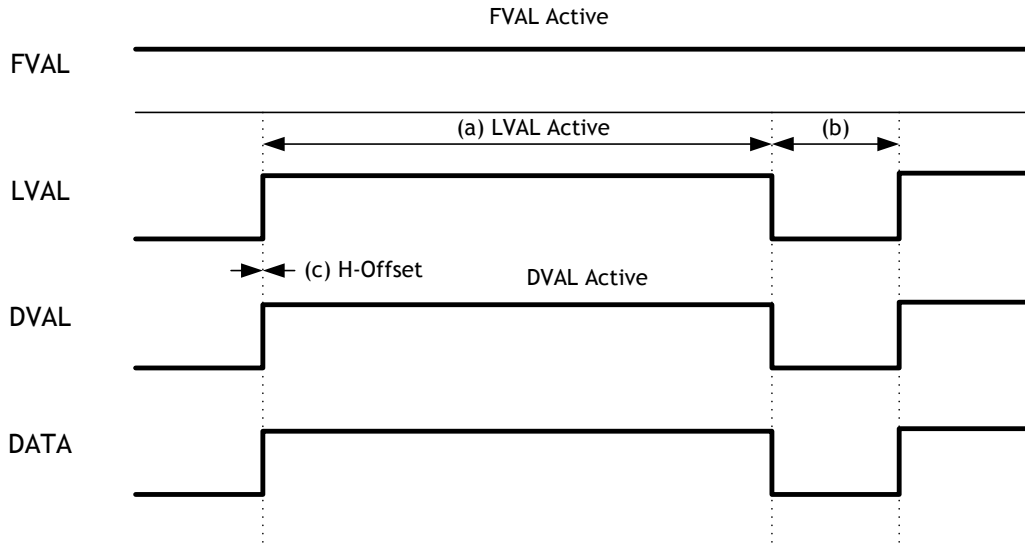 FVAL Active
FVAL
(a) LVAL Active
(b)
LVAL
(c) H-Offset
DVAL Active
DVAL
DATA